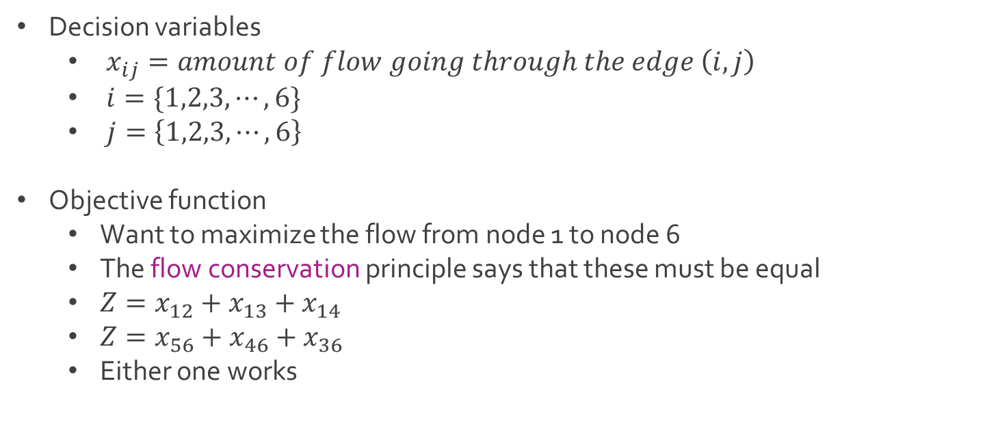 • Decision variables
• x_{ij} = amount of flow going through the edge (i, j)
• i = {1,2,3, ⋯ , 6}
• j = {1,2,3, ⋯ , 6}
• Objective function
• Want to maximize the flow from node 1 to node 6
• The flow conservation principle says that these must be equal
• Z = x_{12} + x_{13} + x_{14}
• Z = x_{56} + x_{46} + x_{36}
• Either one works